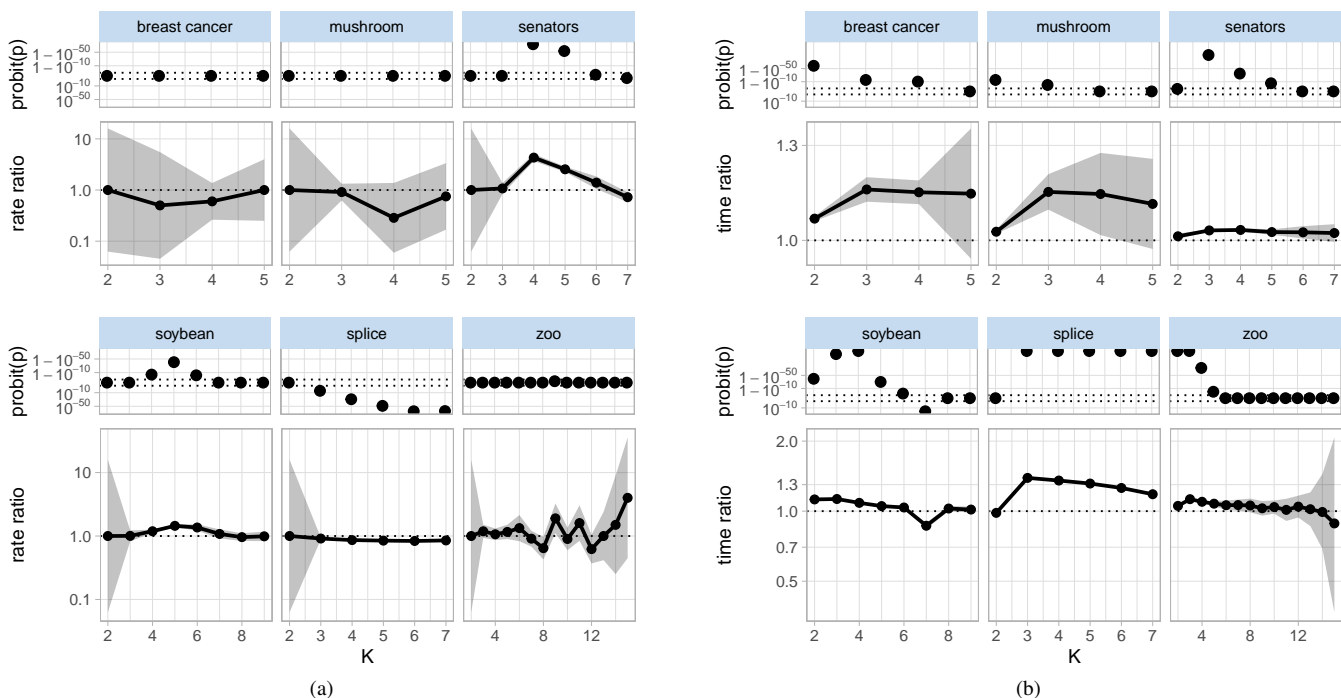 breast cancer mushroom senators
probit(p)
1 − 10⁻⁵⁰
1 − 10⁻¹⁰
10⁻¹⁰
10⁻⁵⁰
rate ratio
10
1.0
0.1
2 3 4 5 2 3 4 5 2 3 4 5 6 7
soybean splice zoo
probit(p)
1 − 10⁻⁵⁰
1 − 10⁻¹⁰
10⁻¹⁰
10⁻⁵⁰
rate ratio
10
1.0
0.1
2 4 6 8 2 3 4 5 6 7 4 8 12
K
(a)
breast cancer mushroom senators
probit(p)
1 − 10⁻⁵⁰
1 − 10⁻¹⁰
10⁻¹⁰
time ratio
1.3
1.0
2 3 4 5 2 3 4 5 2 3 4 5 6 7
soybean splice zoo
probit(p)
1 − 10⁻⁵⁰
1 − 10⁻¹⁰
10⁻¹⁰
time ratio
2.0
1.3
1.0
0.7
0.5
2 4 6 8 2 3 4 5 6 7 4 8 12
K
(b)